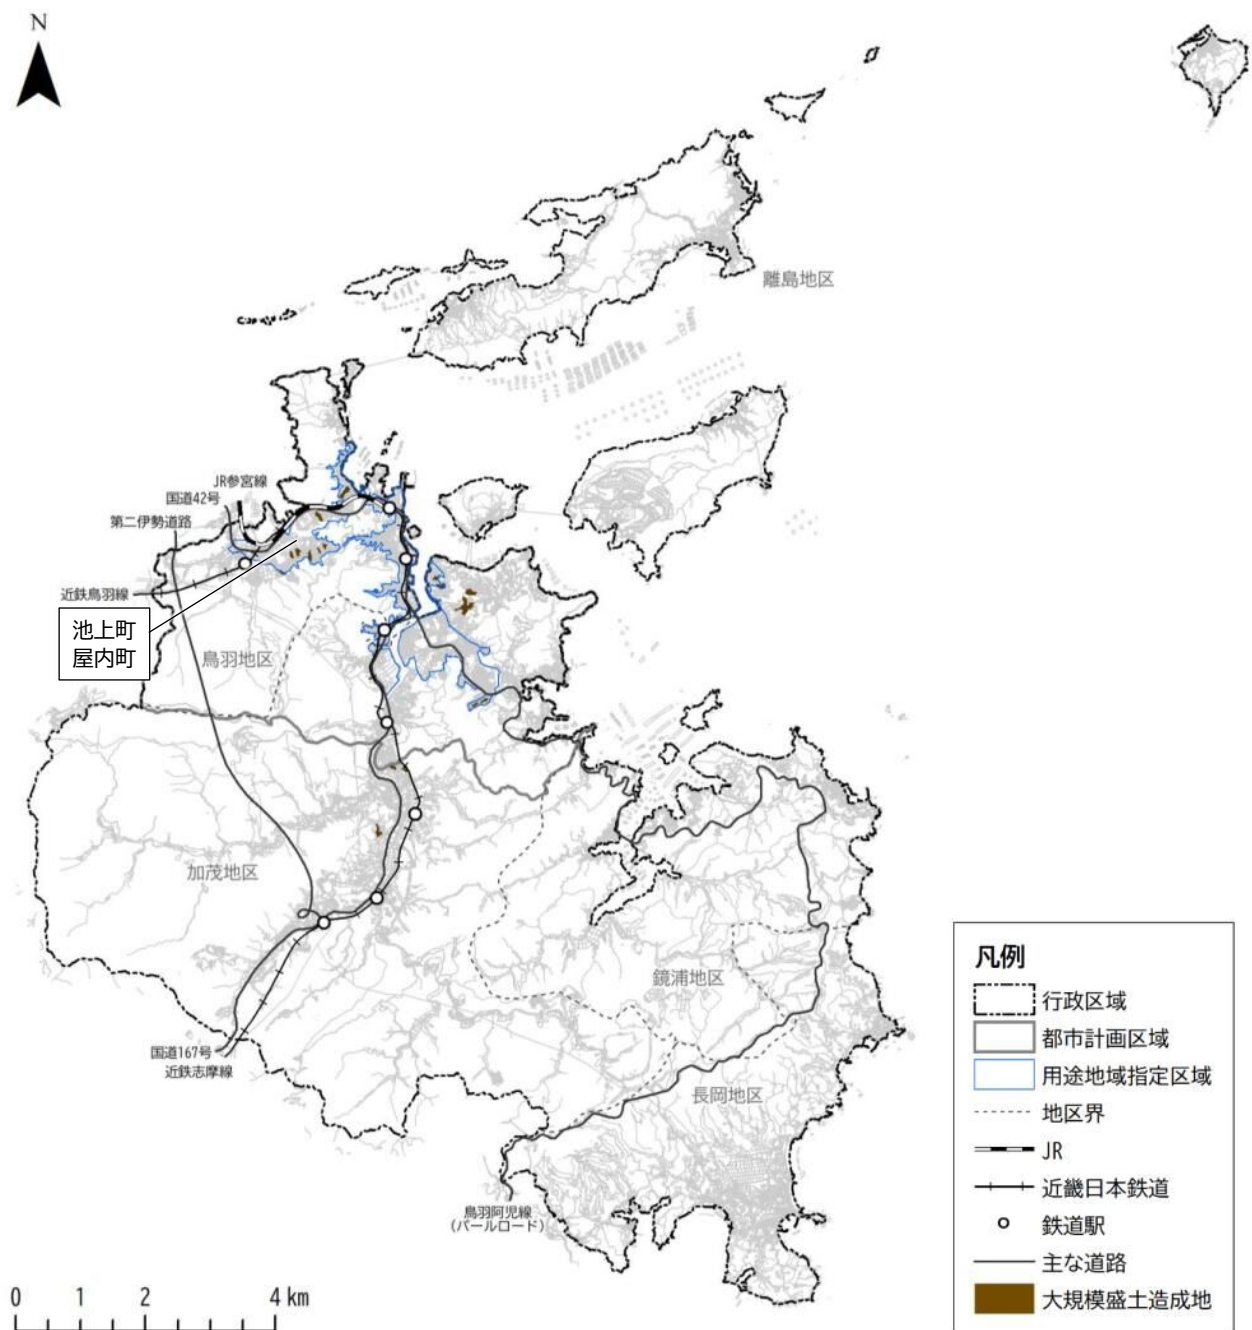 N
離島地区
JR参宮線
国道42号
第二伊勢道路
近鉄鳥羽線
池上町
屋内町
鳥羽地区
加茂地区
鏡浦地区
国道167号
近鉄志摩線
長岡地区
鳥羽阿児線
(パールロード)
凡例
行政区域
都市計画区域
用途地域指定区域
地区界
JR
近畿日本鉄道
鉄道駅
主な道路
大規模盛土造成地
0 1 2 4 km